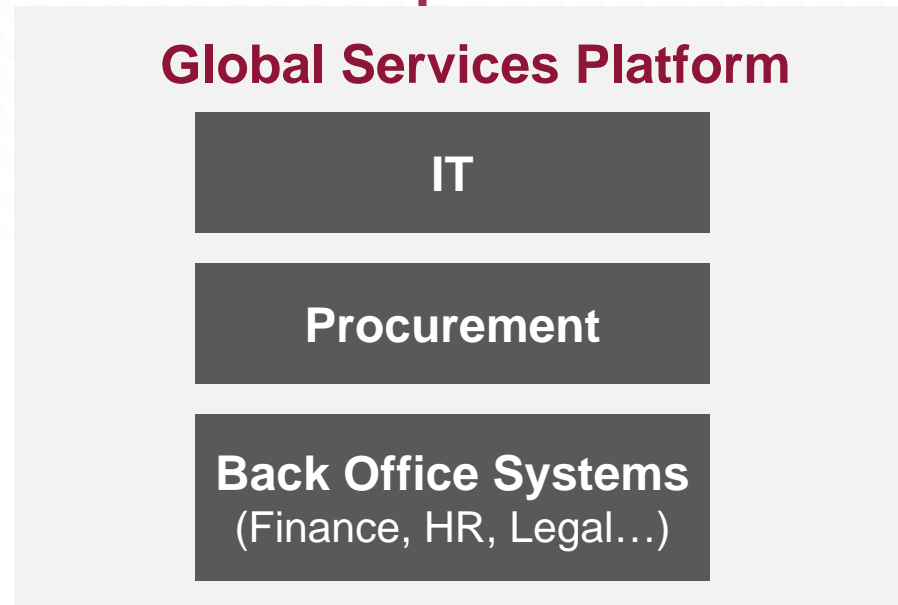 Global Services Platform
IT
Procurement
Back Office Systems
(Finance, HR, Legal…)